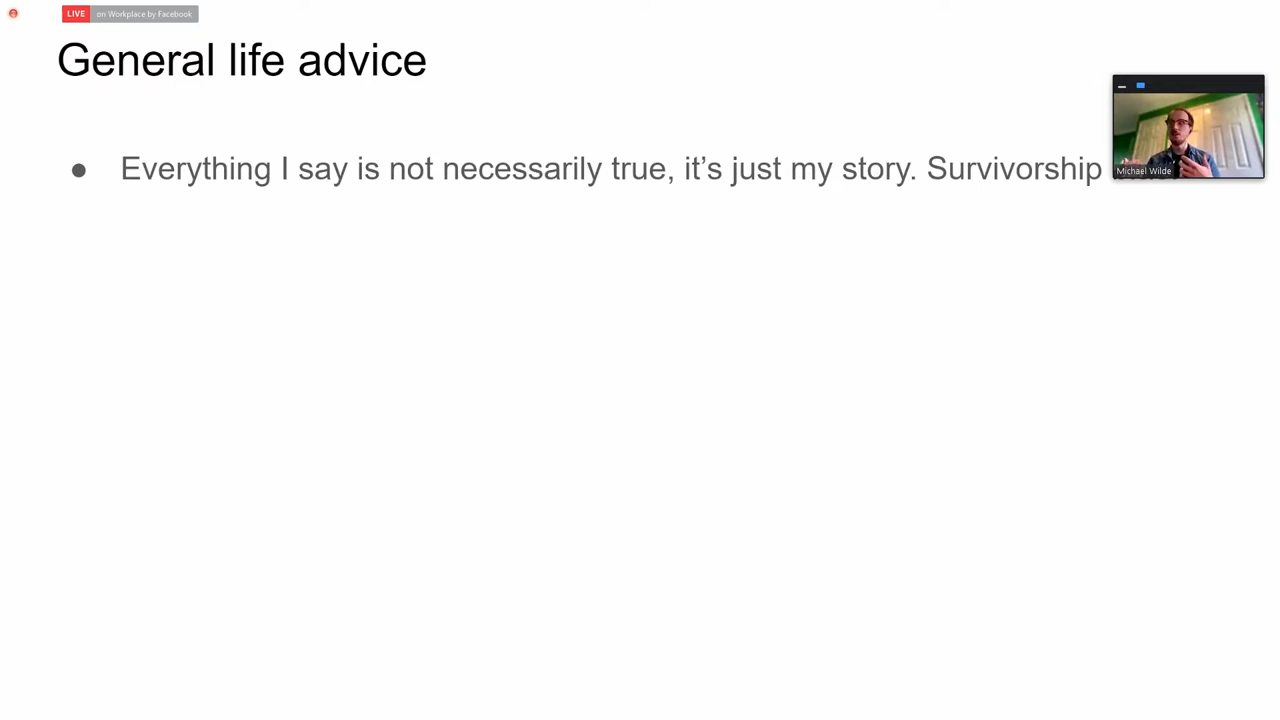 LIVE on Workplace by Facebook
General life advice
● Everything I say is not necessarily true, it’s just my story. Survivorship
Michael Wilde